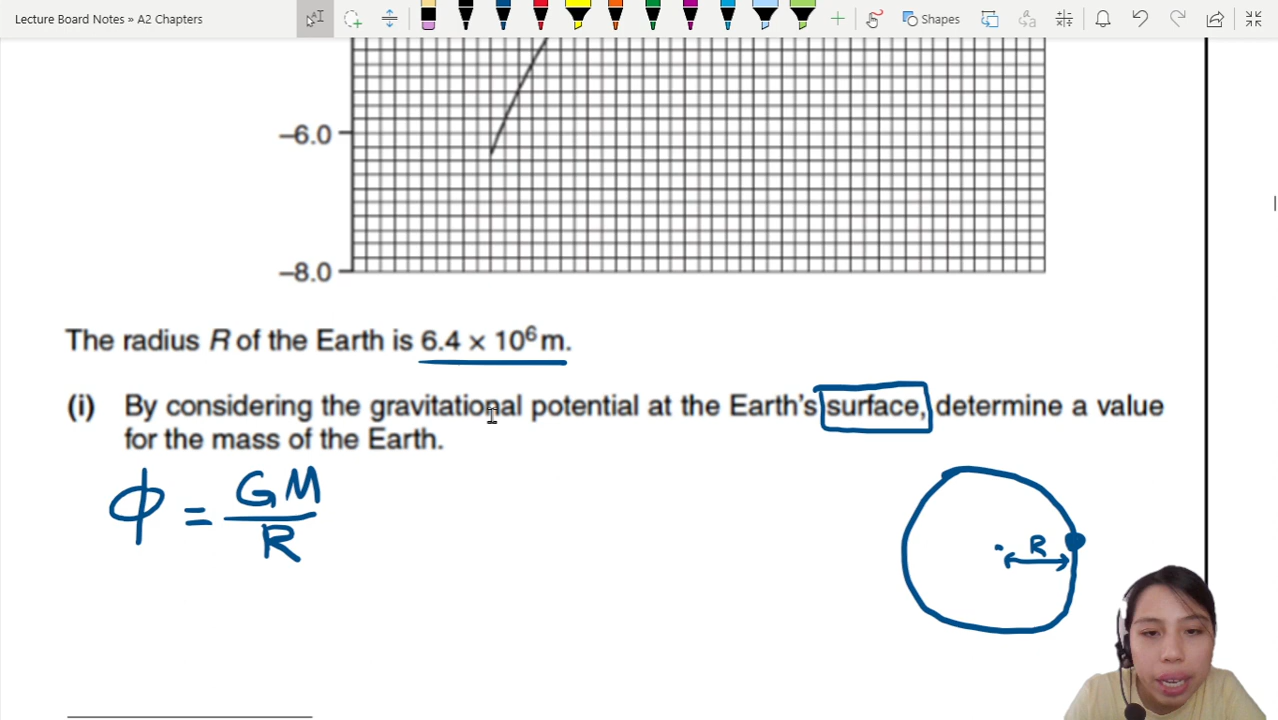 Lecture Board Notes » A2 Chapters
Shapes
–6.0
–8.0
The radius R of the Earth is 6.4 × 10⁶ m.
(i) By considering the gravitational potential at the Earth's surface, determine a value
for the mass of the Earth.
ϕ = GM
R
R